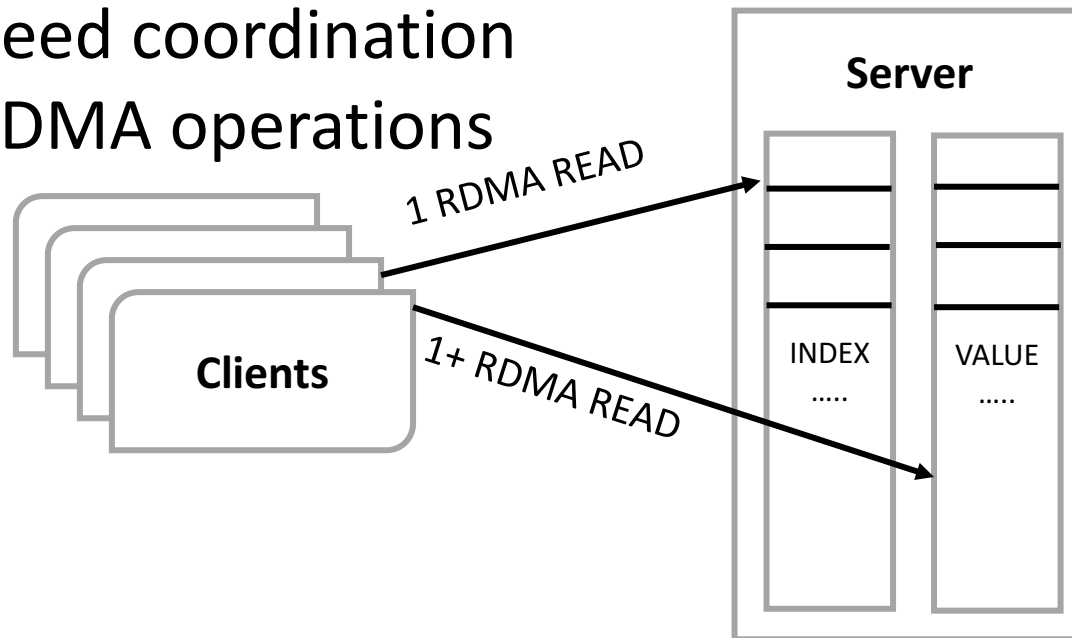 eed coordination
DMA operations
Server
1 RDMA READ
1+ RDMA READ
Clients
INDEX
.....
VALUE
.....